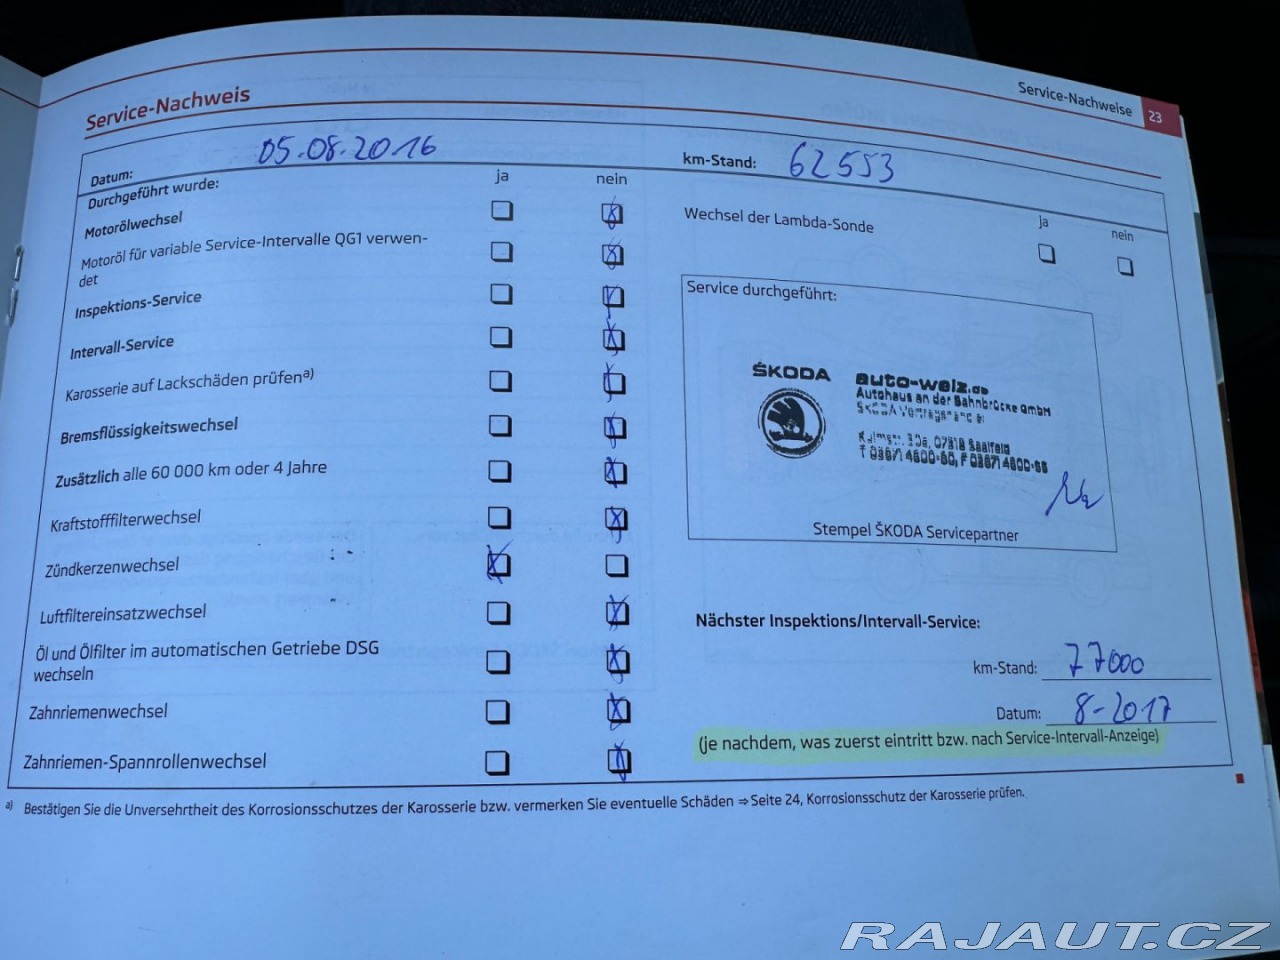 Service-Nachweise 23
Service-Nachweis
Datum: 05.08.2016
km-Stand: 62553
Durchgeführt wurde:
ja nein
Motorölwechsel
Motoröl für variable Service-Intervalle QG1 verwen-
det
Inspektions-Service
Intervall-Service
Karosserie auf Lackschäden prüfen a)
Bremsflüssigkeitswechsel
Zusätzlich alle 60 000 km oder 4 Jahre
Kraftstofffilterwechsel
Zündkerzenwechsel
Luftfiltereinsatzwechsel
Öl und Ölfilter im automatischen Getriebe DSG
wechseln
Zahnriemenwechsel
Zahnriemen-Spannrollenwechsel
ja nein
Wechsel der Lambda-Sonde
Service durchgeführt:
ŠKODA
auto-welz.de
Autohaus an der Bahnbrücke GmbH
07318 Saalfeld
Stempel ŠKODA Servicepartner
Nächster Inspektions/Intervall-Service:
km-Stand: 77000
Datum: 8-2017
(je nachdem, was zuerst eintritt bzw. nach Service-Intervall-Anzeige)
a) Bestätigen Sie die Unversehrtheit des Korrosionsschutzes der Karosserie bzw. vermerken Sie eventuelle Schäden ⇒ Seite 24, Korrosionsschutz der Karosserie prüfen.
RAJAUT.CZ